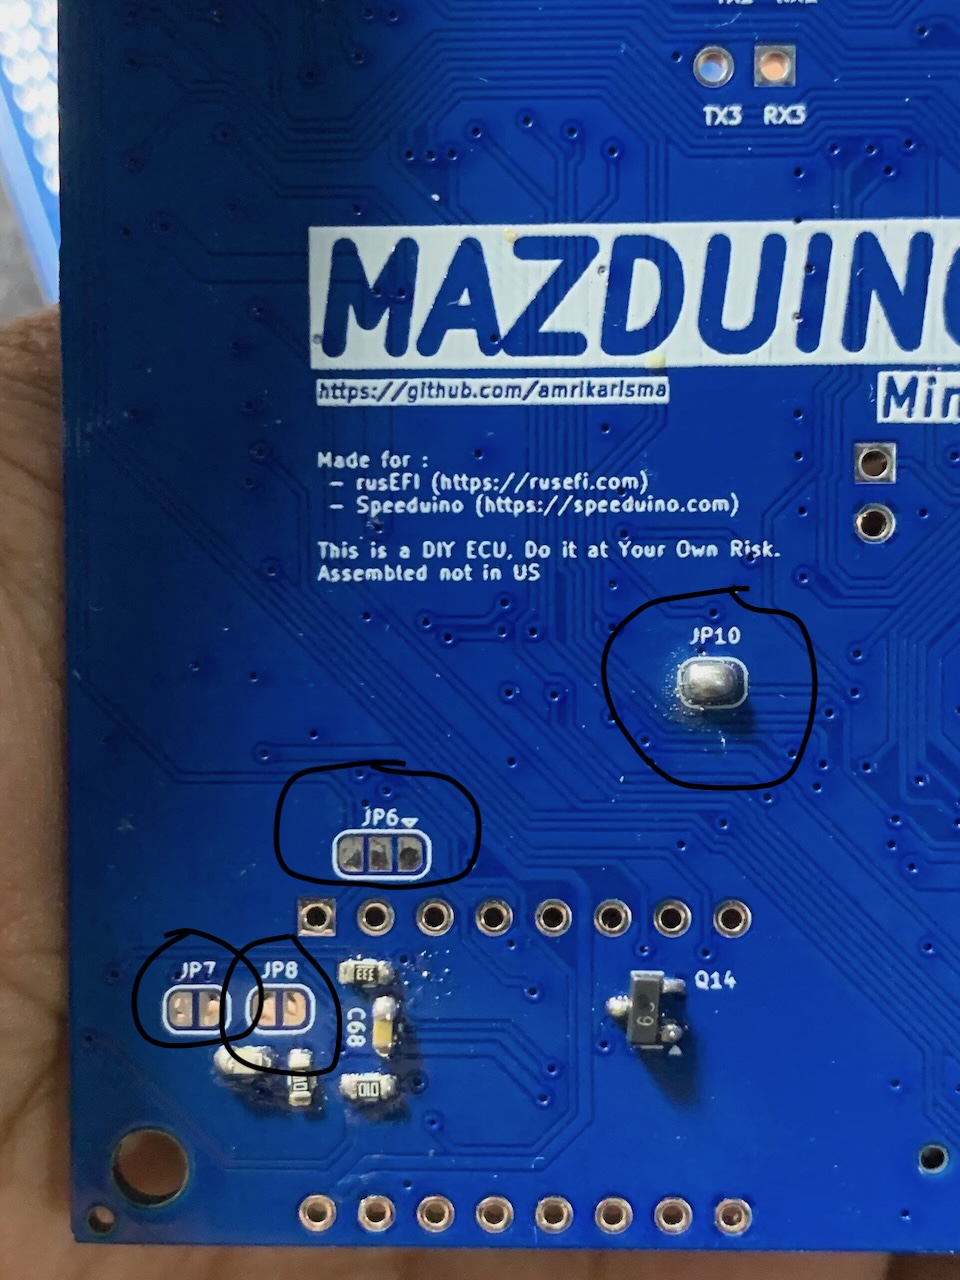 TX3 RX3
MAZDUINO
https://github.com/amrikarisma
Min
Made for :
- rusEFI (https://rusefi.com)
- Speeduino (https://speeduino.com)
This is a DIY ECU, Do it at Your Own Risk.
Assembled not in US
JP10
JP6
JP7 JP8
Q14
C68